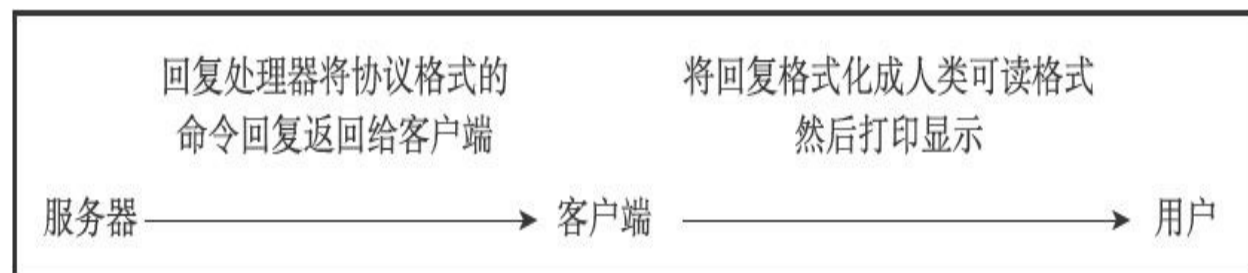 回复处理器将协议格式的
命令回复返回给客户端
将回复格式化成人类可读格式
然后打印显示
服务器
客户端
用户